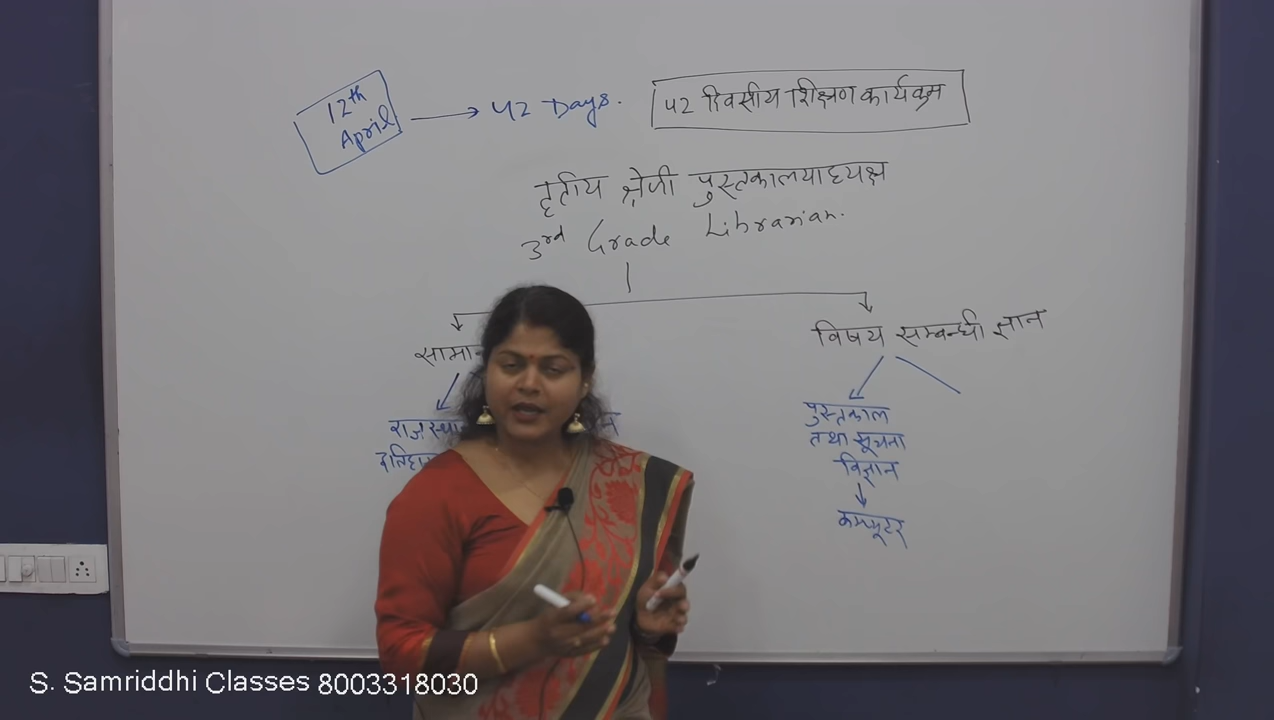 12th
April
42 Days.
42 दिवसीय शिक्षण कार्यक्रम
तृतीय श्रेणी पुस्तकालयाध्यक्ष
3rd Grade Librarian.
विषय सम्बन्धी ज्ञान
पुस्तकाल
तथा सूचना
विज्ञान
कम्प्यूटर
S. Samriddhi Classes 8003318030